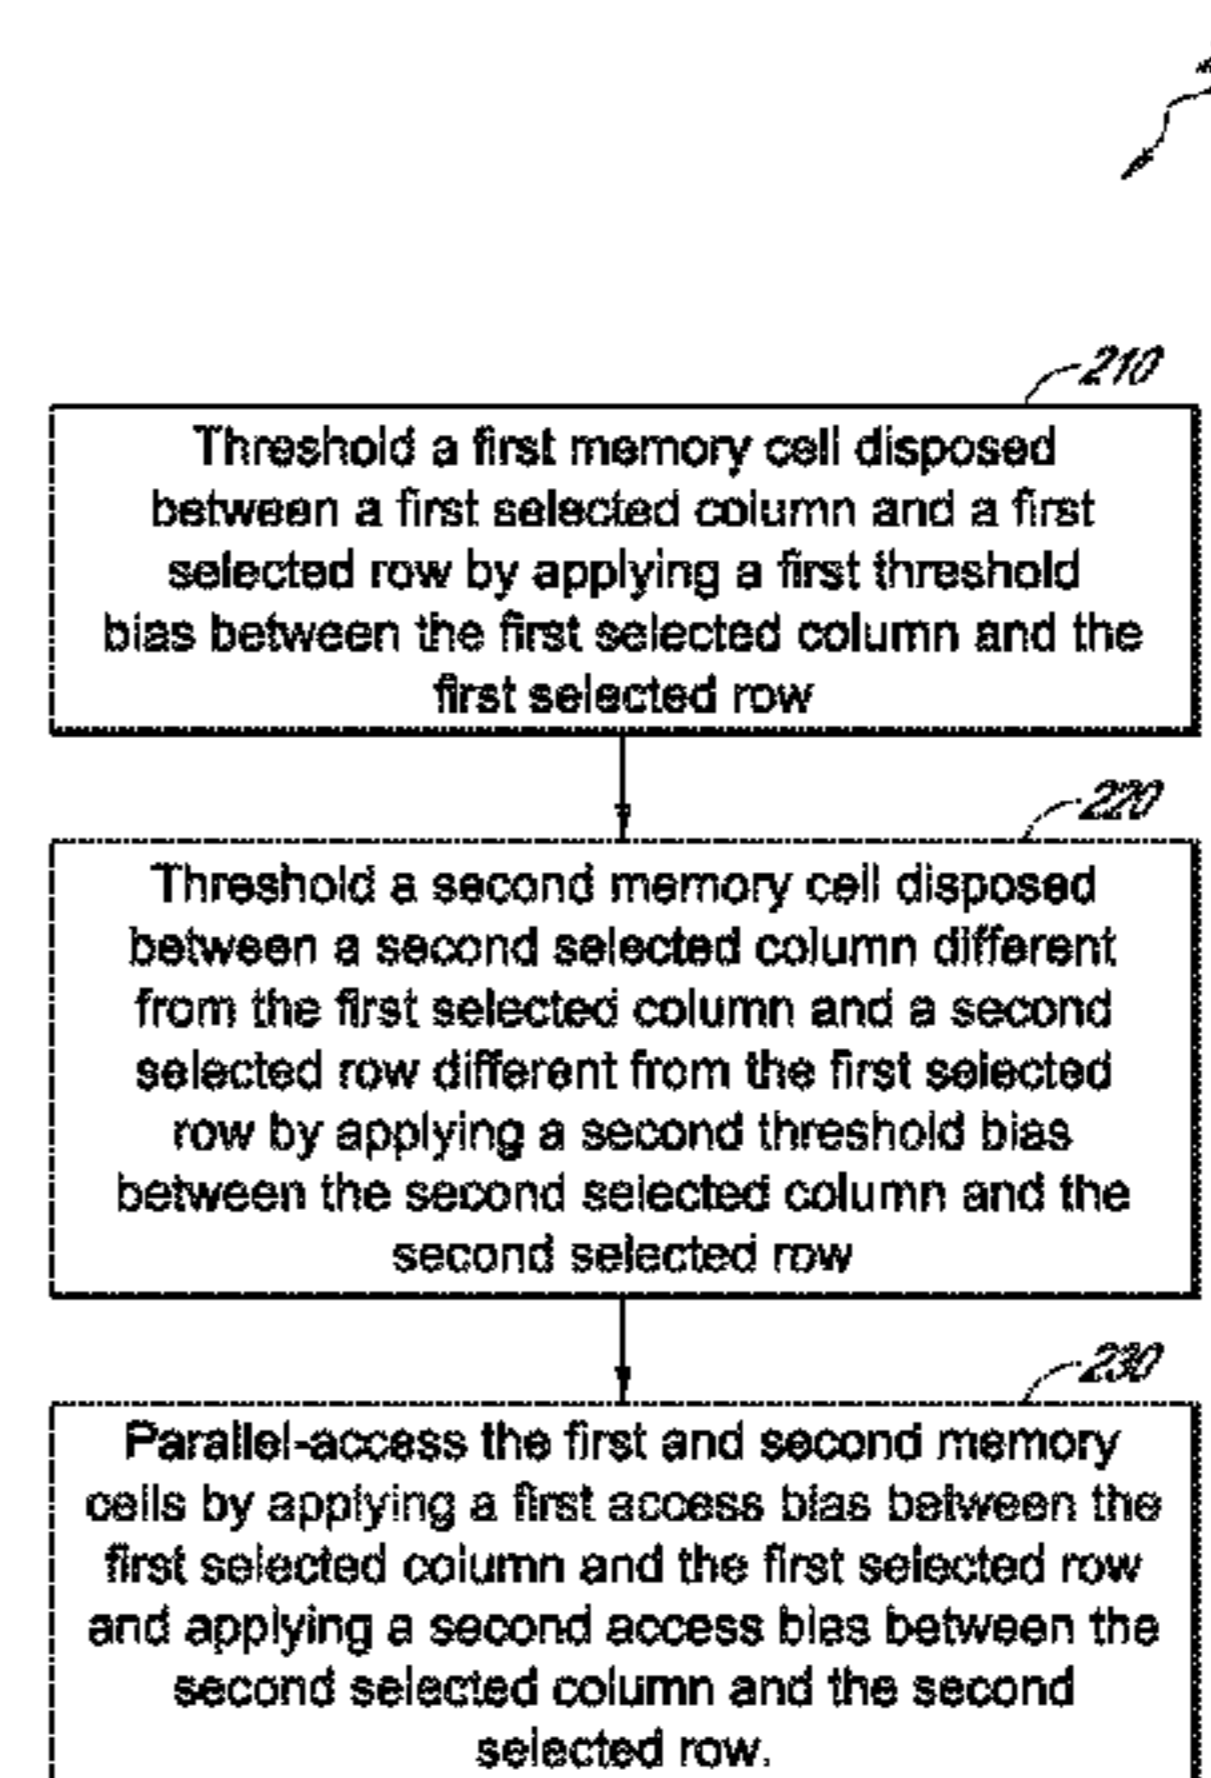 210
Threshold a first memory cell disposed
between a first selected column and a first
selected row by applying a first threshold
bias between the first selected column and the
first selected row
220
Threshold a second memory cell disposed
between a second selected column different
from the first selected column and a second
selected row different from the first selected
row by applying a second threshold bias
between the second selected column and the
second selected row
230
Parallel-access the first and second memory
cells by applying a first access bias between the
first selected column and the first selected row
and applying a second access bias between the
second selected column and the second
selected row.